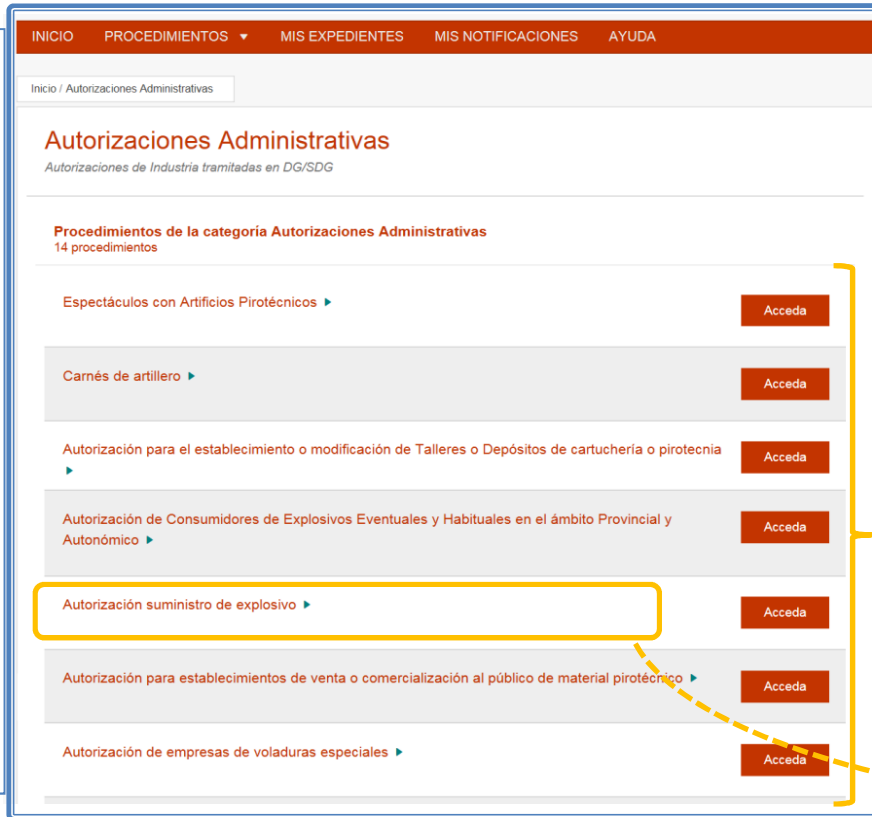 INICIO PROCEDIMIENTOS ▼ MIS EXPEDIENTES MIS NOTIFICACIONES AYUDA
Inicio / Autorizaciones Administrativas
Autorizaciones Administrativas
Autorizaciones de Industria tramitadas en DG/SDG
Procedimientos de la categoría Autorizaciones Administrativas
14 procedimientos
Espectáculos con Artificios Pirotécnicos ▶
Acceda
Carnés de artillero ▶
Acceda
Autorización para el establecimiento o modificación de Talleres o Depósitos de cartuchería o pirotecnia
▶
Acceda
Autorización de Consumidores de Explosivos Eventuales y Habituales en el ámbito Provincial y
Autonómico ▶
Acceda
Autorización suministro de explosivo ▶
Acceda
Autorización para establecimientos de venta o comercialización al público de material pirotécnico ▶
Acceda
Autorización de empresas de voladuras especiales ▶
Acceda